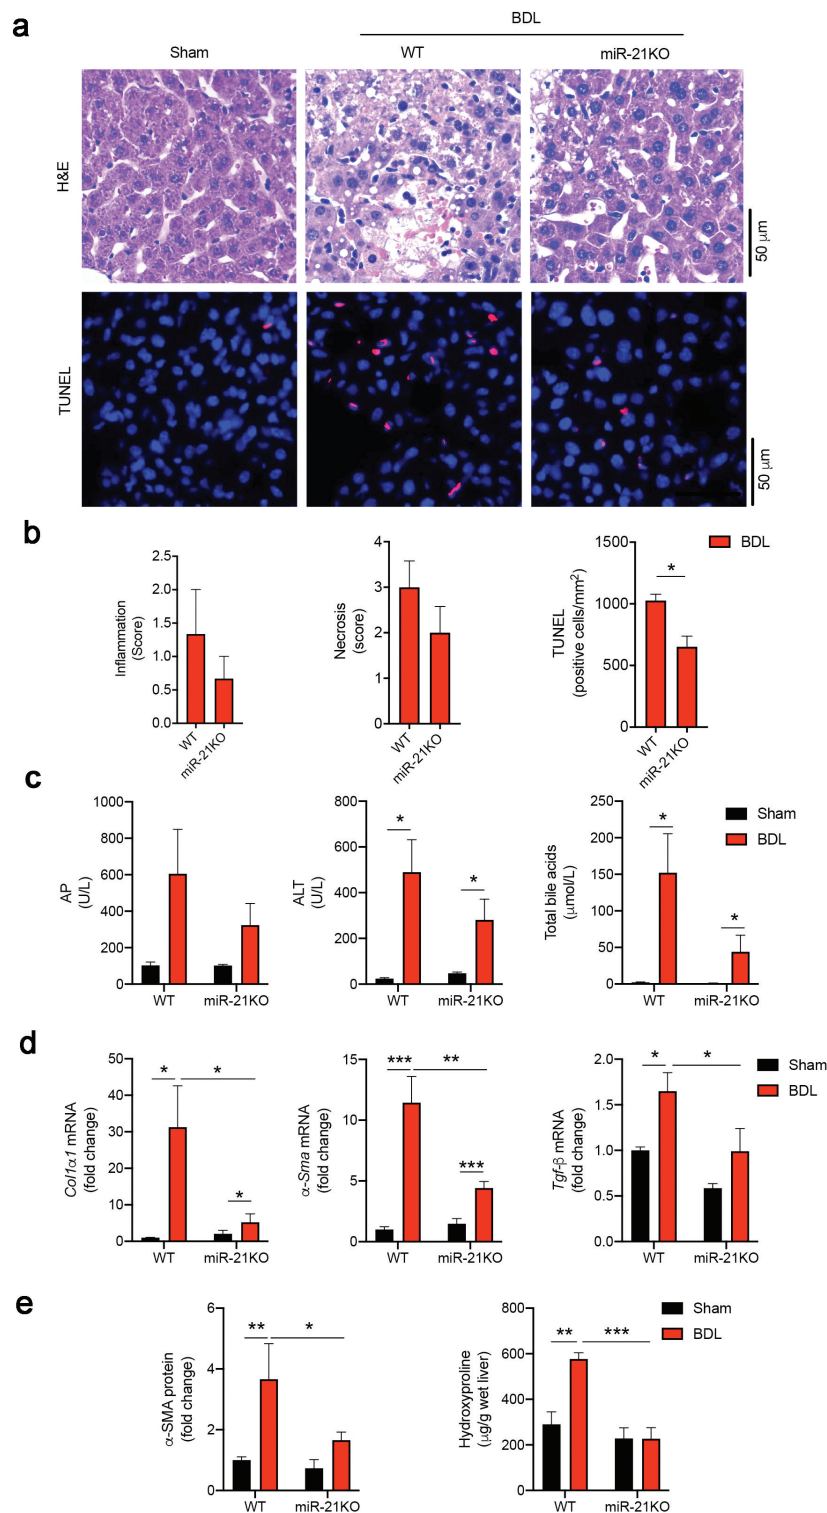 a
BDL
Sham
WT
miR-21KO
H&E
50 μm
TUNEL
50 μm
b
Inflammation
(Score)
2.5
2.0
1.5
1.0
0.5
0.0
WT
miR-21KO
Necrosis
(score)
4
3
2
1
0
WT
miR-21KO
TUNEL
(positive cells/mm²)
1500
1000
500
0
*
WT
miR-21KO
BDL
c
AP
(U/L)
1000
800
600
400
200
0
WT
miR-21KO
ALT
(U/L)
800
600
400
200
0
*
*
WT
miR-21KO
Total bile acids
(μmol/L)
250
200
150
100
50
0
*
*
WT
miR-21KO
Sham
BDL
d
Col1α1 mRNA
(fold change)
50
40
30
20
10
0
*
*
*
WT
miR-21KO
α-Sma mRNA
(fold change)
15
10
5
0
***
**
***
WT
miR-21KO
Tgf-β mRNA
(fold change)
2.0
1.5
1.0
0.5
0.0
*
*
WT
miR-21KO
Sham
BDL
e
α-SMA protein
(fold change)
6
4
2
0
**
*
WT
miR-21KO
Hydroxyproline
(μg/g wet liver)
800
600
400
200
0
**
***
WT
miR-21KO
Sham
BDL